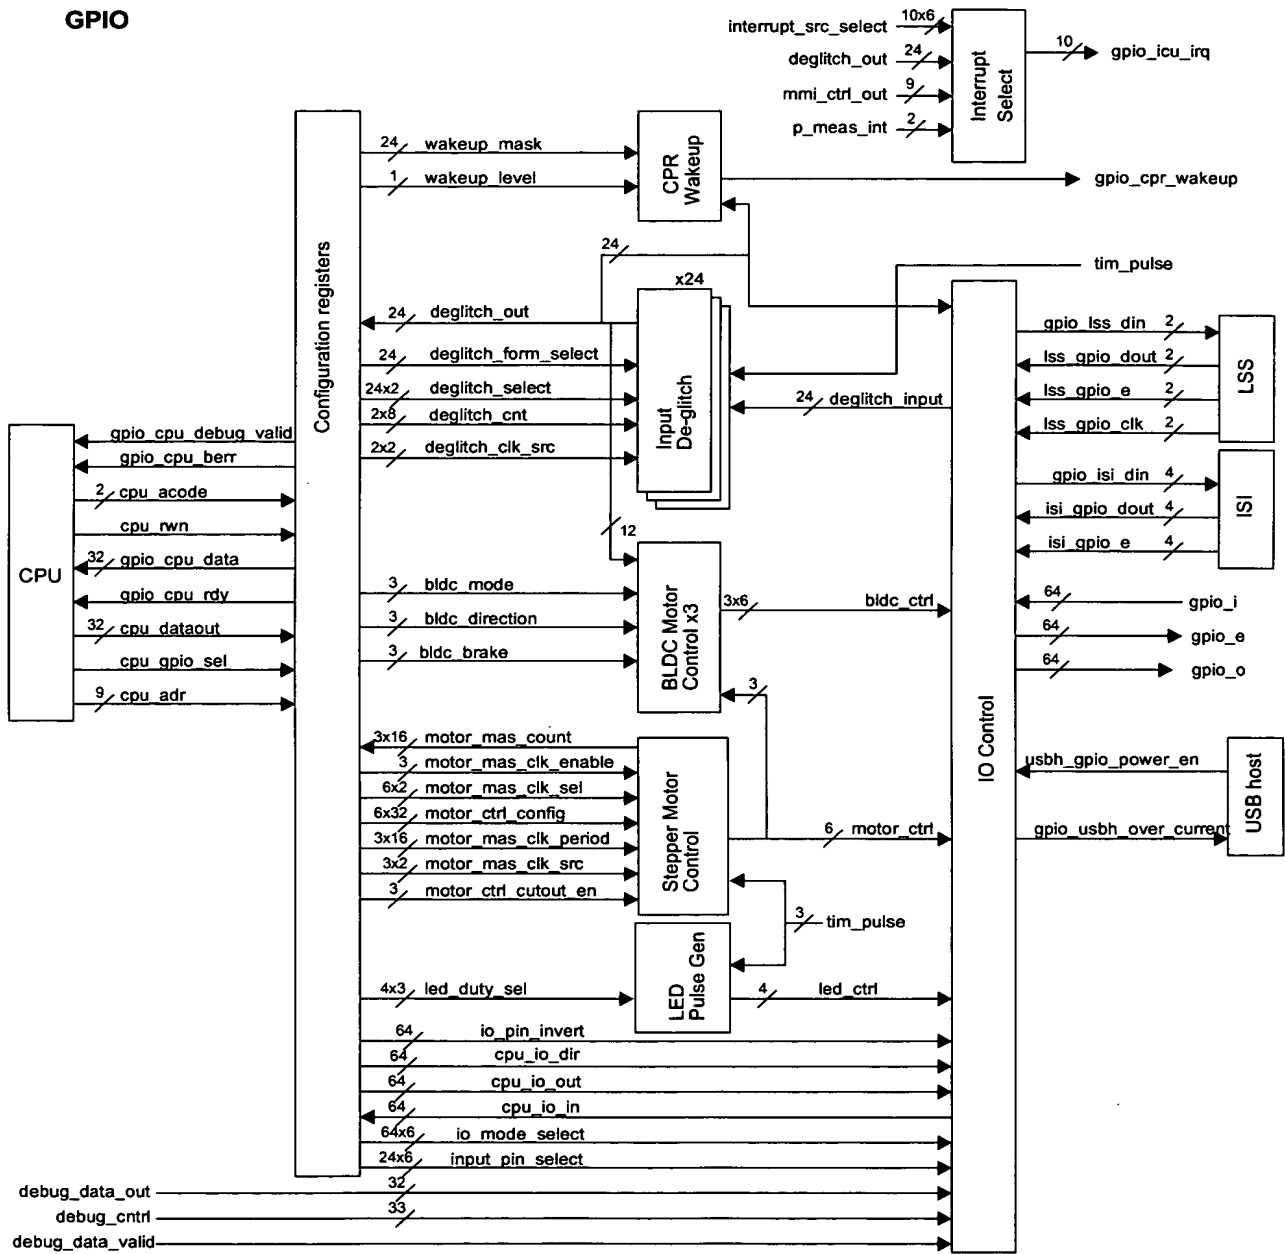 GPIO
interrupt_src_select 10x6
deglitch_out 24
mmi_ctrl_out 9
p_meas_int 2
Interrupt
Select
10 gpio_icu_irq
Configuration registers
24 wakeup_mask
1 wakeup_level
CPR
Wakeup
gpio_cpr_wakeup
24
tim_pulse
x24
24 deglitch_out
24 deglitch_form_select
24x2 deglitch_select
2x8 deglitch_cnt
2x2 deglitch_clk_src
Input
De-glitch
24 deglitch_input
12
IO Control
gpio_lss_din 2
lss_gpio_dout 2
lss_gpio_e 2
lss_gpio_clk 2
LSS
gpio_isi_din 4
isi_gpio_dout 4
isi_gpio_e 4
ISI
64 gpio_i
64 gpio_e
64 gpio_o
usbh_gpio_power_en
gpio_usbh_over_current
USB host
CPU
gpio_cpu_debug_valid
gpio_cpu_berr
2 cpu_acode
cpu_rwn
32 gpio_cpu_data
gpio_cpu_rdy
32 cpu_dataout
cpu_gpio_sel
9 cpu_adr
3 bldc_mode
3 bldc_direction
3 bldc_brake
BLDC Motor
Control x3
3x6 bldc_ctrl
3
3x16 motor_mas_count
3 motor_mas_clk_enable
6x2 motor_mas_clk_sel
6x32 motor_ctrl_config
3x16 motor_mas_clk_period
3x2 motor_mas_clk_src
3 motor_ctrl_cutout_en
Stepper Motor
Control
6 motor_ctrl
3 tim_pulse
4x3 led_duty_sel
LED
Pulse Gen
4 led_ctrl
64 io_pin_invert
64 cpu_io_dir
64 cpu_io_out
64 cpu_io_in
64x6 io_mode_select
24x6 input_pin_select
debug_data_out 32
debug_cntrl 33
debug_data_valid